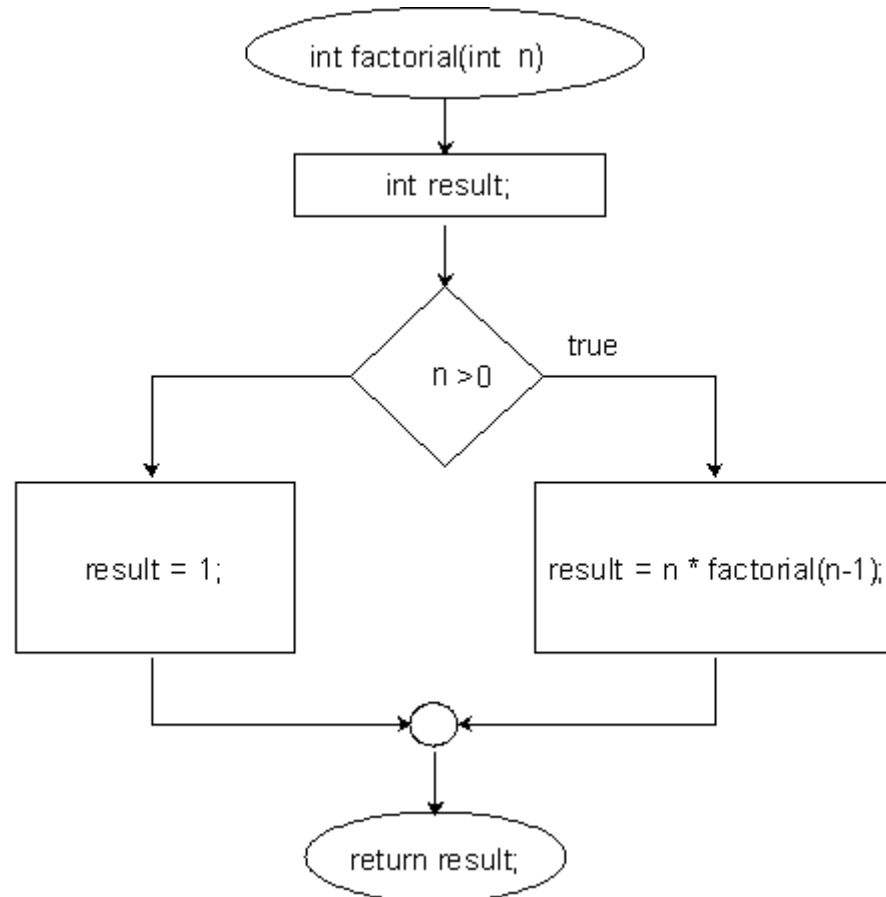 int factorial(int n)
int result;
n >0
true
result = 1;
result = n * factorial(n-1);
return result;